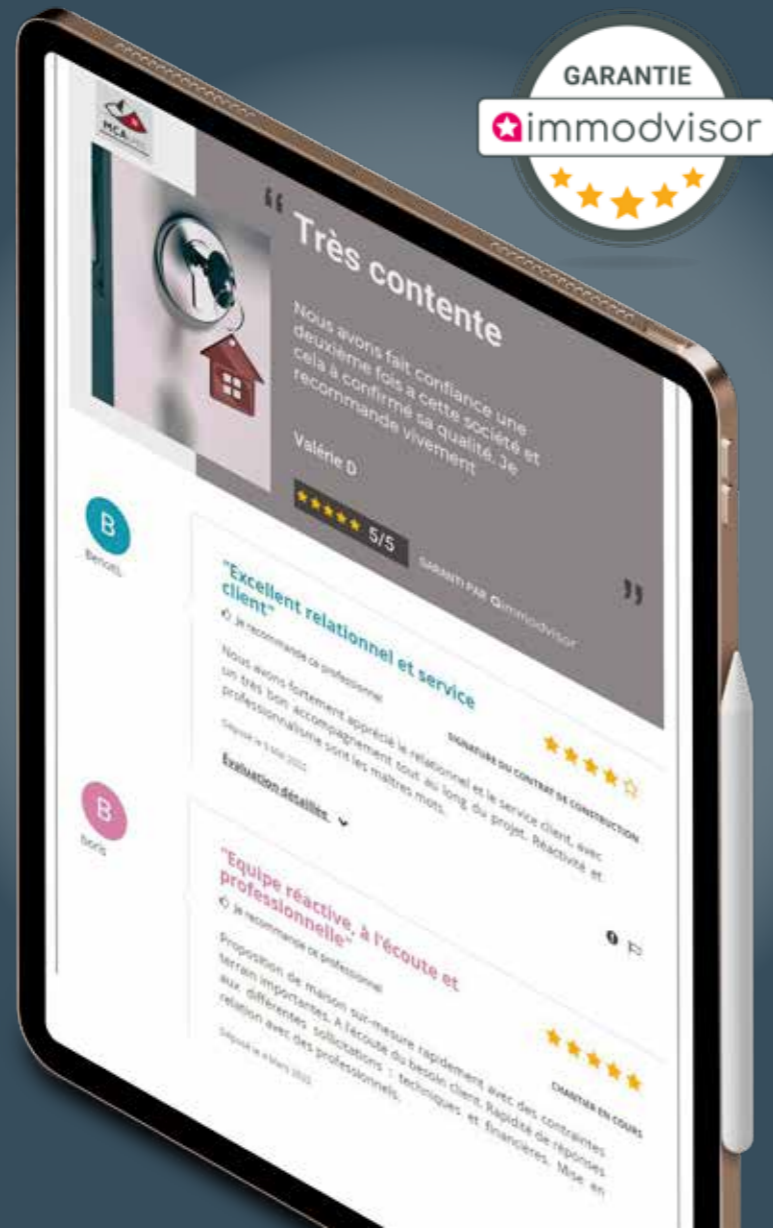 GARANTIE
immodvisor
MCA
“ Très contente
Nous avons fait confiance une
deuxième fois a cette société et
cela à confirmé sa qualité. Je
recommande vivement
Valérie D
5/5
GARANTI PAR immodvisor
”
B
BenoitL
"Excellent relationnel et service
client"
Je recommande ce professionnel
SIGNATURE DU CONTRAT DE CONSTRUCTION
Nous avons fortement apprécié le relationnel et le service client, avec
un très bon accompagnement tout au long du projet. Réactivité et
professionnalisme sont les maîtres mots.
Évaluation détaillée
B
Boris
"Equipe réactive, à l'écoute et
professionnelle"
Je recommande ce professionnel
CHANTIER EN COURS
Proposition de maison sur-mesure rapidement avec des contraintes
terrain importantes. A l'écoute du besoin client. Rapidité de réponses
aux différentes sollicitations : techniques et financières. Mise en
relation avec des professionnels.